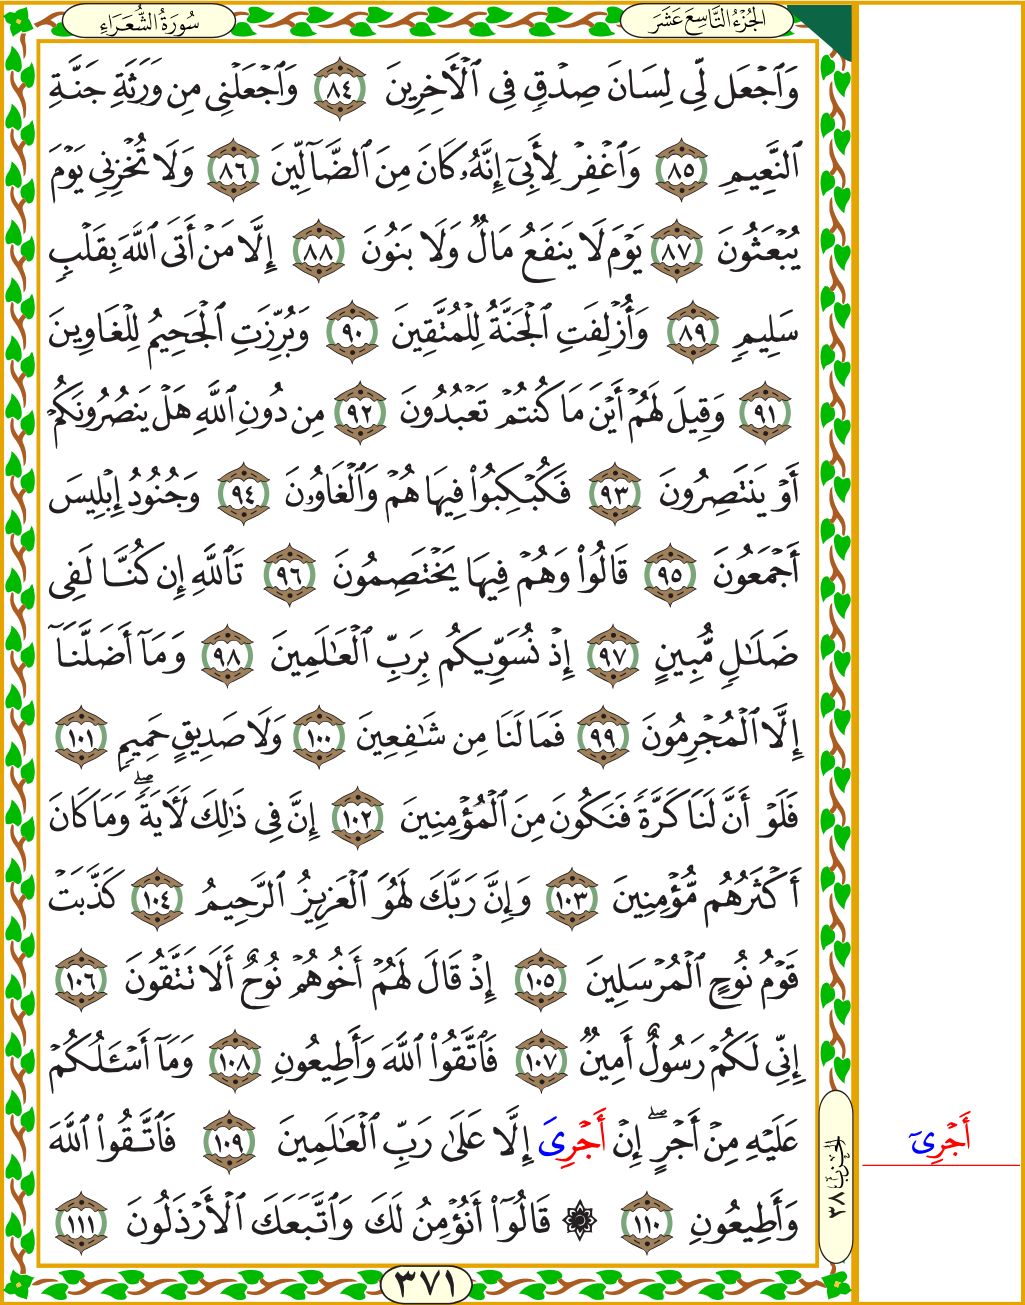 سُورَةُ الشُّعَرَاءِ
الجُزْءُ التَّاسِعَ عَشَرَ
وَٱجْعَل لِّى لِسَانَ صِدْقٍ فِى ٱلْأَخِرِينَ ٨٤ وَٱجْعَلْنِى مِن وَرَثَةِ جَنَّةِ
ٱلنَّعِيمِ ٨٥ وَٱغْفِرْ لِأَبِىٓ إِنَّهُۥ كَانَ مِنَ ٱلضَّآلِّينَ ٨٦ وَلَا تُخْزِنِى يَوْمَ
يُبْعَثُونَ ٨٧ يَوْمَ لَا يَنفَعُ مَالٌ وَلَا بَنُونَ ٨٨ إِلَّا مَنْ أَتَى ٱللَّهَ بِقَلْبٍ
سَلِيمٍ ٨٩ وَأُزْلِفَتِ ٱلْجَنَّةُ لِلْمُتَّقِينَ ٩٠ وَبُرِّزَتِ ٱلْجَحِيمُ لِلْغَاوِينَ
٩١ وَقِيلَ لَهُمْ أَيْنَ مَا كُنتُمْ تَعْبُدُونَ ٩٢ مِن دُونِ ٱللَّهِ هَلْ يَنصُرُونَكُمْ
أَوْ يَنتَصِرُونَ ٩٣ فَكُبْكِبُوا۟ فِيهَا هُمْ وَٱلْغَاوُۥنَ ٩٤ وَجُنُودُ إِبْلِيسَ
أَجْمَعُونَ ٩٥ قَالُوا۟ وَهُمْ فِيهَا يَخْتَصِمُونَ ٩٦ تَٱللَّهِ إِن كُنَّا لَفِى
ضَلَـٰلٍ مُّبِينٍ ٩٧ إِذْ نُسَوِّيكُم بِرَبِّ ٱلْعَـٰلَمِينَ ٩٨ وَمَآ أَضَلَّنَآ
إِلَّا ٱلْمُجْرِمُونَ ٩٩ فَمَا لَنَا مِن شَـٰفِعِينَ ١٠٠ وَلَا صَدِيقٍ حَمِيمٍ ١٠١
فَلَوْ أَنَّ لَنَا كَرَّةً فَنَكُونَ مِنَ ٱلْمُؤْمِنِينَ ١٠٢ إِنَّ فِى ذَٰلِكَ لَأَيَةً ۖ وَمَا كَانَ
أَكْثَرُهُم مُّؤْمِنِينَ ١٠٣ وَإِنَّ رَبَّكَ لَهُوَ ٱلْعَزِيزُ ٱلرَّحِيمُ ١٠٤ كَذَّبَتْ
قَوْمُ نُوحٍ ٱلْمُرْسَلِينَ ١٠٥ إِذْ قَالَ لَهُمْ أَخُوهُمْ نُوحٌ أَلَا تَتَّقُونَ ١٠٦
إِنِّى لَكُمْ رَسُولٌ أَمِينٌ ١٠٧ فَٱتَّقُوا۟ ٱللَّهَ وَأَطِيعُونِ ١٠٨ وَمَآ أَسْـَٔلُكُمْ
عَلَيْهِ مِنْ أَجْرٍ ۖ إِنْ أَجْرِىَ إِلَّا عَلَىٰ رَبِّ ٱلْعَـٰلَمِينَ ١٠٩ فَٱتَّقُوا۟ ٱللَّهَ
وَأَطِيعُونِ ١١٠ ۞ قَالُوٓا۟ أَنُؤْمِنُ لَكَ وَٱتَّبَعَكَ ٱلْأَرْذَلُونَ ١١١
أَجْرِىٓ
الحزب ٣٨
٣٧١